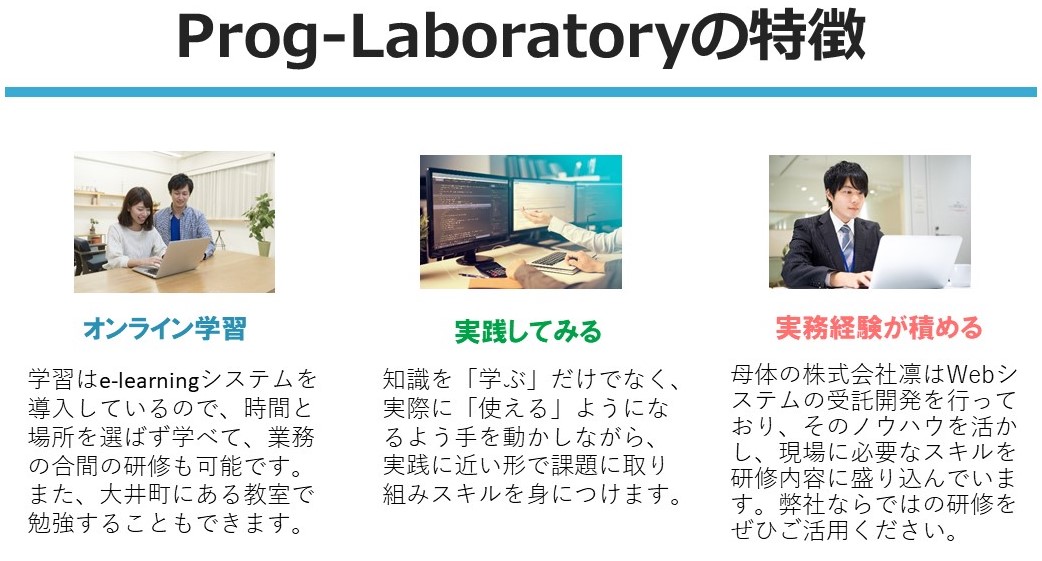 Prog-Laboratoryの特徴
オンライン学習
学習はe-learningシステムを
導入しているので、時間と
場所を選ばず学べて、業務
の合間の研修も可能です。
また、大井町にある教室で
勉強することもできます。
実践してみる
知識を「学ぶ」だけでなく、
実際に「使える」ようにな
るよう手を動かしながら、
実践に近い形で課題に取り
組みスキルを身につけます。
実務経験が積める
母体の株式会社凛はWebシ
ステムの受託開発を行って
おり、そのノウハウを活か
し、現場に必要なスキルを
研修内容に盛り込んでいま
す。弊社ならではの研修を
ぜひご活用ください。